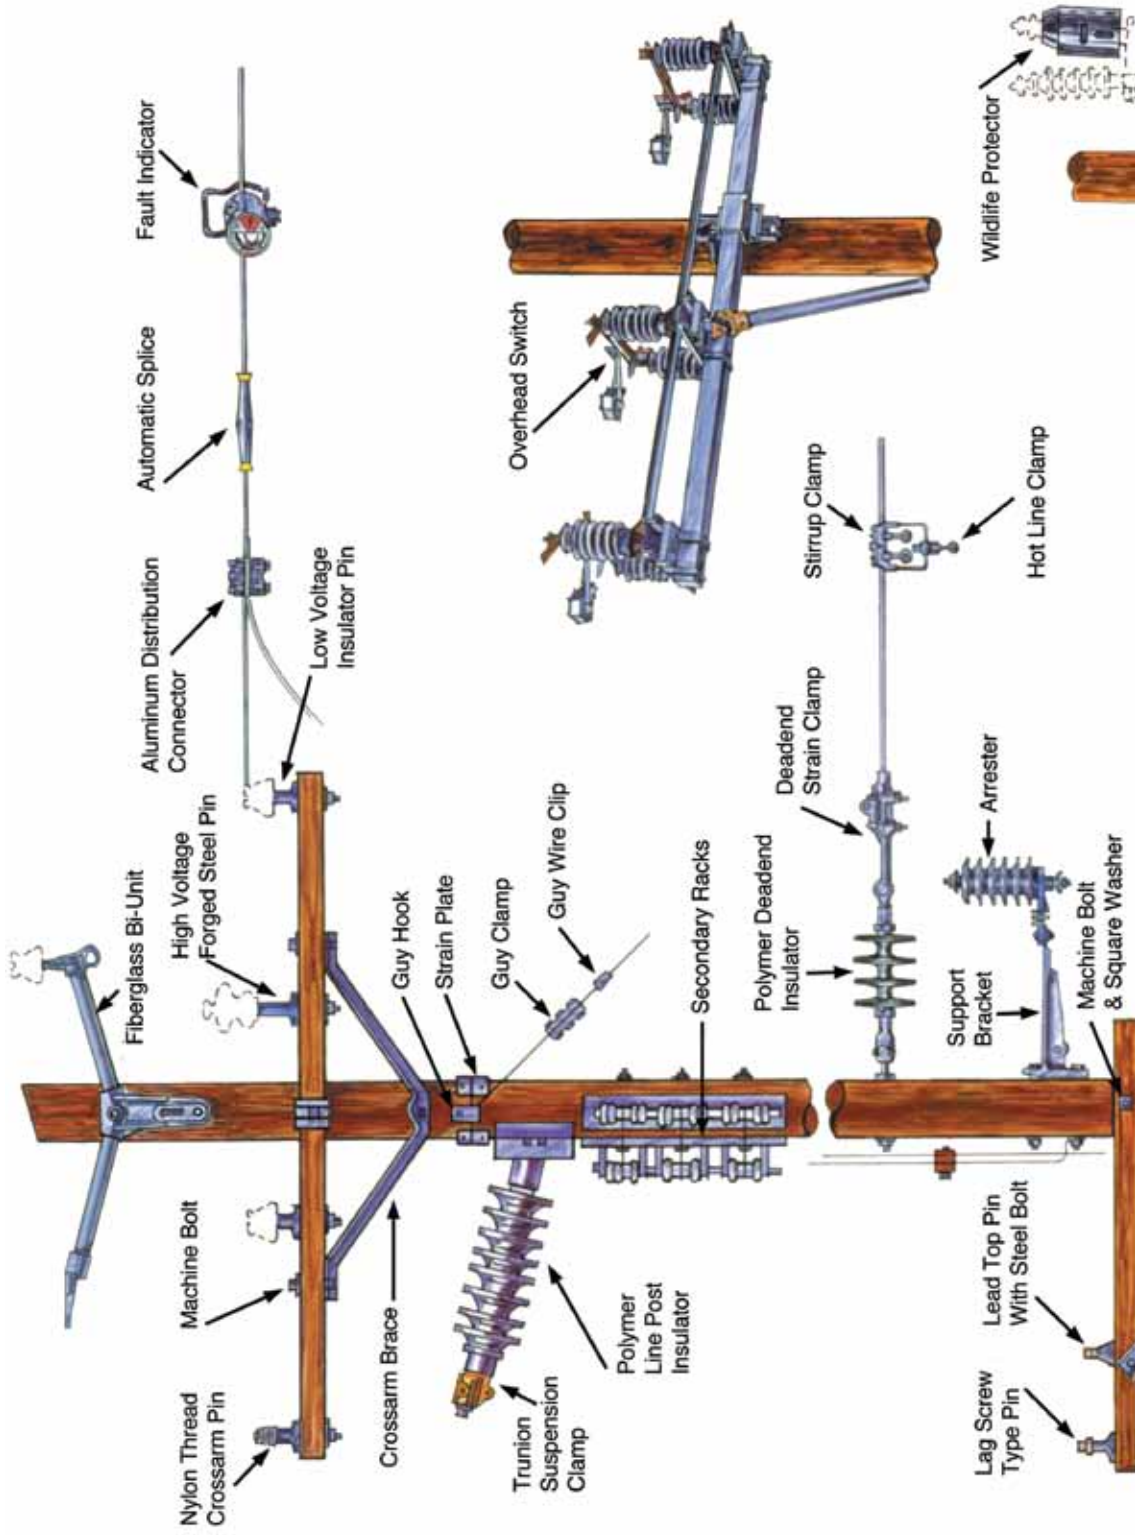 Fiberglass Bi-Unit
Machine Bolt
High Voltage
Forged Steel Pin
Nylon Thread
Crossarm Pin
Aluminum Distribution
Connector
Automatic Splice
Fault Indicator
Low Voltage
Insulator Pin
Crossarm Brace
Guy Hook
Strain Plate
Guy Clamp
Guy Wire Clip
Trunion
Suspension
Clamp
Polymer
Line Post
Insulator
Secondary Racks
Overhead Switch
Polymer Deadend
Insulator
Deadend
Strain Clamp
Stirrup Clamp
Hot Line Clamp
Support
Bracket
Arrester
Machine Bolt
& Square Washer
Wildlife Protector
Lag Screw
Type Pin
Lead Top Pin
With Steel Bolt